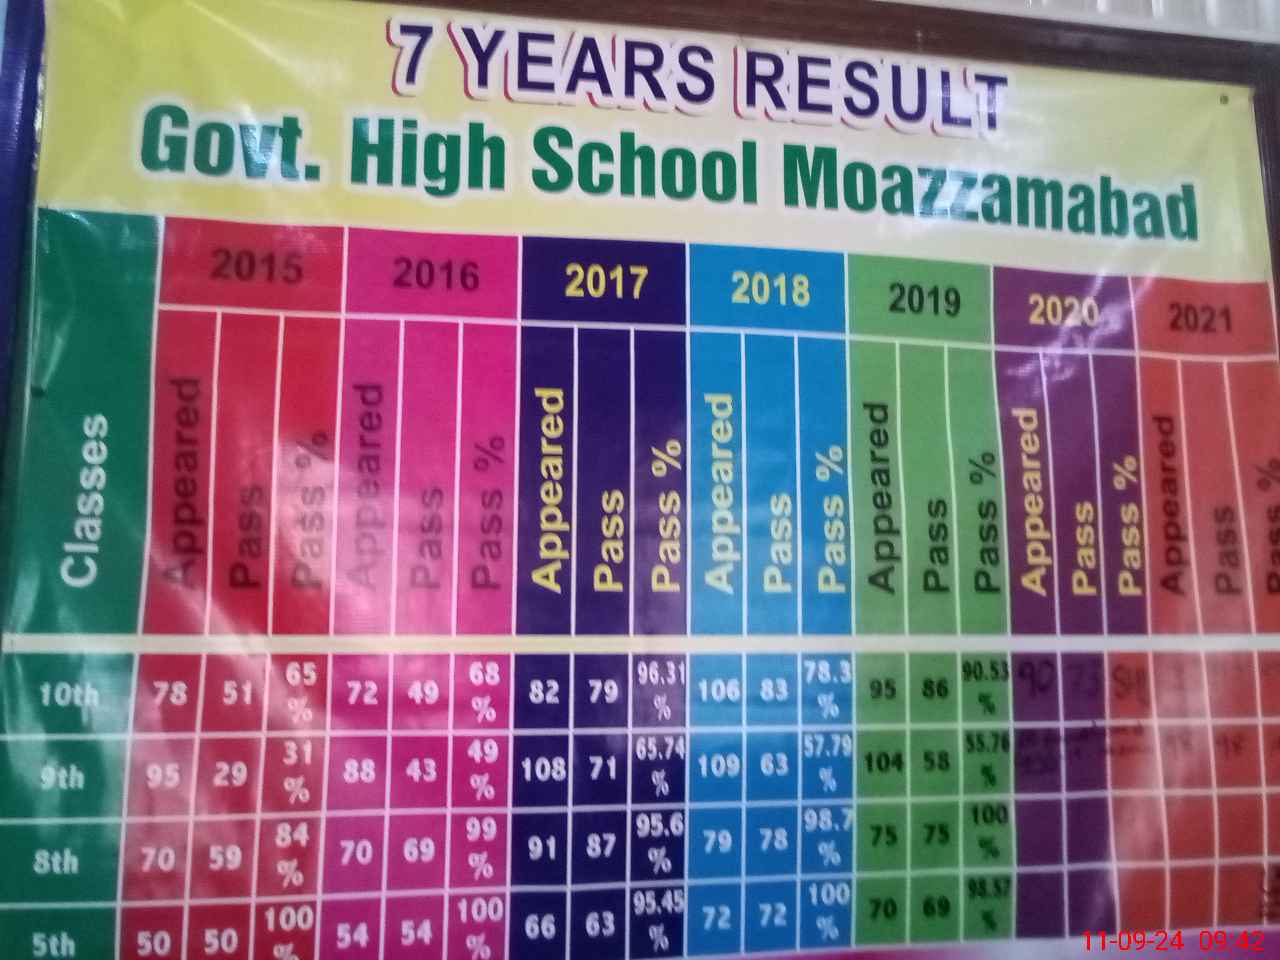 7 YEARS RESULT
Govt. High School Moazzamabad
Classes 2015 2016 2017 2018 2019 2020 2021
Appeared Pass Pass % Appeared Pass Pass % Appeared Pass Pass % Appeared Pass Pass % Appeared Pass Pass % Appeared Pass Pass % Appeared Pass Pass %
10th 78 51 65 % 72 49 68 % 82 79 96.31 % 106 83 78.3 % 95 86 90.53 % 90 73
9th 95 29 31 % 88 43 49 % 108 71 65.74 % 109 63 57.79 % 104 58 55.76 %
8th 70 59 84 % 70 69 99 % 91 87 95.6 % 79 78 98.7 % 75 75 100 %
5th 50 50 100 % 54 54 100 % 66 63 95.45 % 72 72 100 % 70 69 98.57 %
11-09-24 09:42